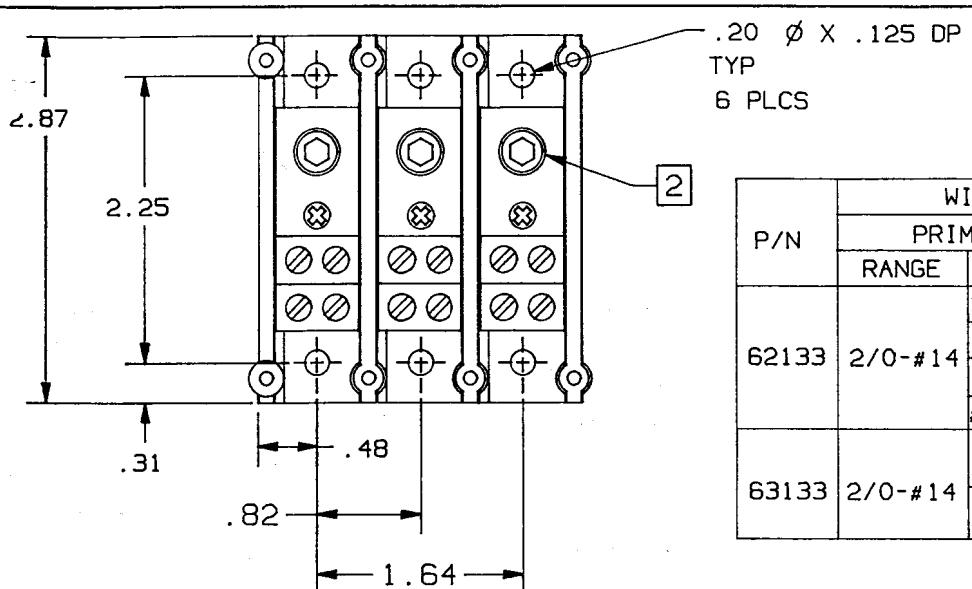 .20 Ø X .125 DP
TYP
6 PLCS
2.87
2.25
2
.31
.48
.82
1.64
P/N
RANGE
62133 2/0-#14
63133 2/0-#14